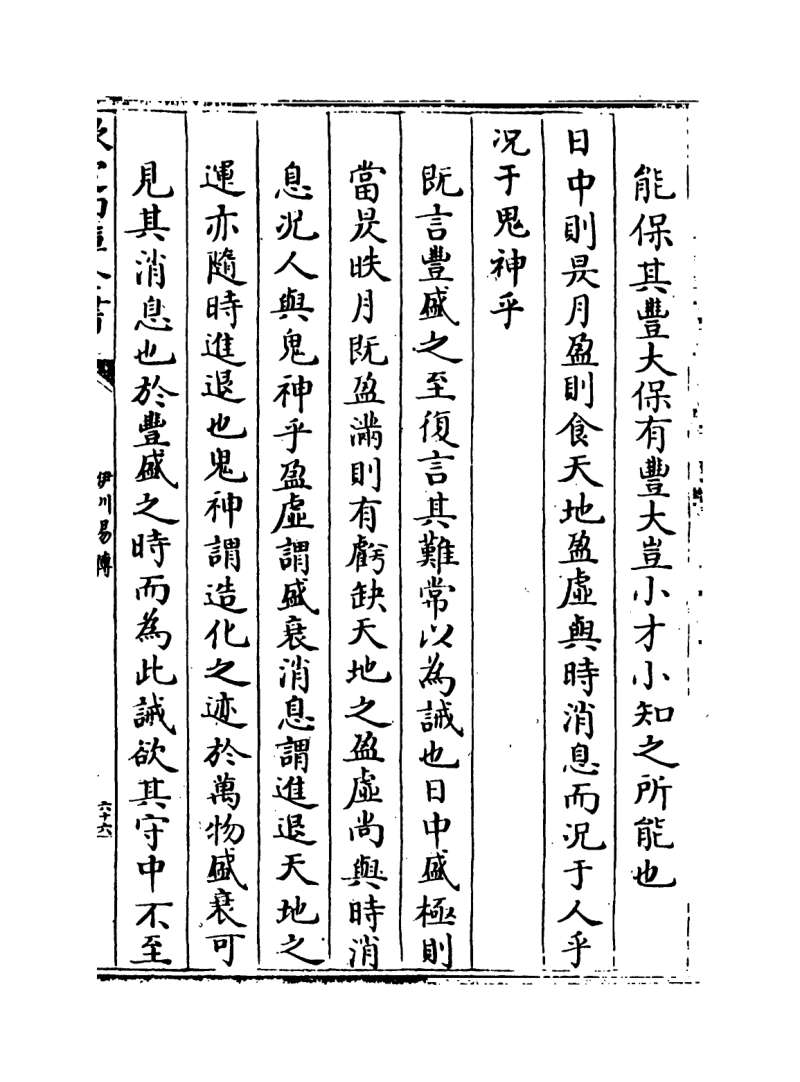 能保其豐大保有豐大豈小才小知之所能也
日中則昃月盈則食天地盈虛與時消息而況于人乎
況于鬼神乎
既言豐盛之至復言其難常以為誡也日中盛極則
當昃昳月既盈滿則有虧缺天地之盈虛尚與時消
息況人與鬼神乎盈虛謂盛衰消息謂進退天地之
運亦隨時進退也鬼神謂造化之迹於萬物盛衰可
見其消息也於豐盛之時而為此誡欲其守中不至
伊川易傳
六十六